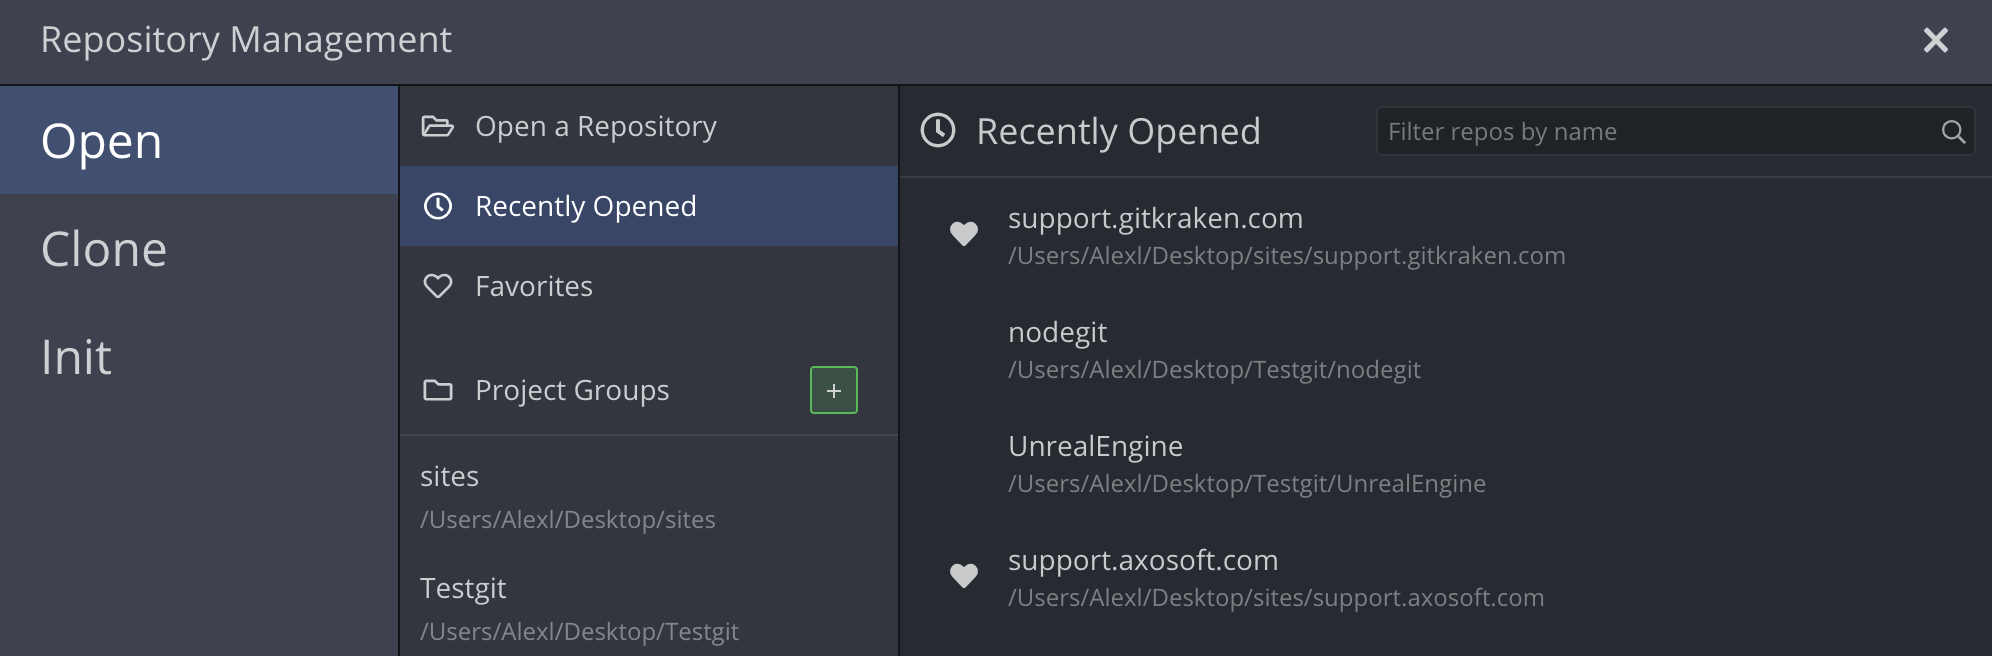 Repository Management
Open
Clone
Init
Open a Repository
Recently Opened
Favorites
Project Groups
+
sites
/Users/Alexl/Desktop/sites
Testgit
/Users/Alexl/Desktop/Testgit
Recently Opened
Filter repos by name
support.gitkraken.com
/Users/Alexl/Desktop/sites/support.gitkraken.com
nodegit
/Users/Alexl/Desktop/Testgit/nodegit
UnrealEngine
/Users/Alexl/Desktop/Testgit/UnrealEngine
support.axosoft.com
/Users/Alexl/Desktop/sites/support.axosoft.com